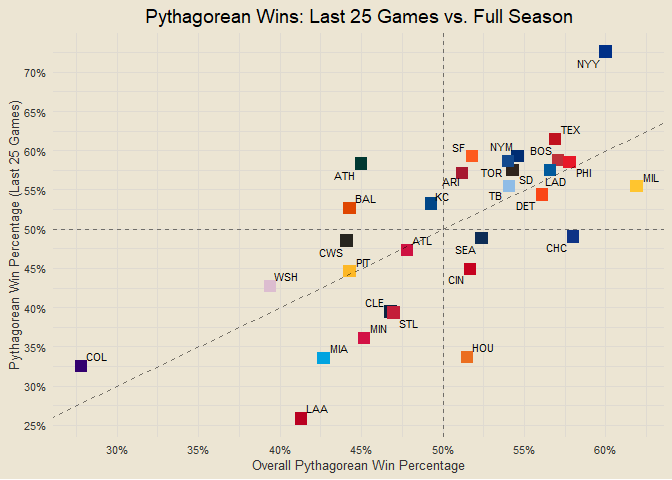 Pythagorean Wins: Last 25 Games vs. Full Season
Pythagorean Win Percentage (Last 25 Games)
70%
65%
60%
55%
50%
45%
40%
35%
30%
25%
NYY
TEX
SF
NYM
BOS
ATH
ARI
TOR
SD
LAD
PHI
MIL
TB
DET
BAL
KC
CWS
ATL
SEA
CHC
PIT
CIN
WSH
CLE
STL
MIN
MIA
HOU
COL
LAA
30%
35%
40%
45%
50%
55%
60%
Overall Pythagorean Win Percentage